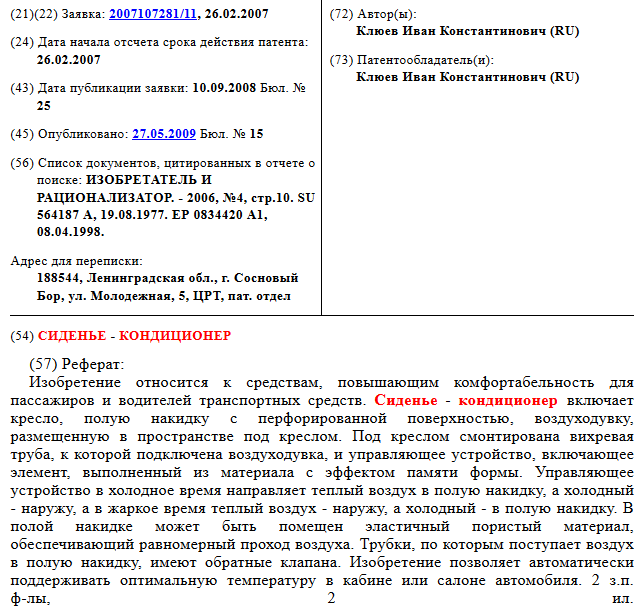 (21)(22) Заявка: 2007107281/11, 26.02.2007
(24) Дата начала отсчета срока действия патента:
26.02.2007
(43) Дата публикации заявки: 10.09.2008 Бюл. №
25
(45) Опубликовано: 27.05.2009 Бюл. № 15
(56) Список документов, цитированных в отчете о
поиске: ИЗОБРЕТАТЕЛЬ И
РАЦИОНАЛИЗАТОР. - 2006, №4, стр.10. SU
564187 А, 19.08.1977. ЕР 0834420 А1,
08.04.1998.
Адрес для переписки:
188544, Ленинградская обл., г. Сосновый
Бор, ул. Молодежная, 5, ЦРТ, пат. отдел
(72) Автор(ы):
Клюев Иван Константинович (RU)
(73) Патентообладатель(и):
Клюев Иван Константинович (RU)
(54) СИДЕНЬЕ - КОНДИЦИОНЕР
(57) Реферат:
Изобретение относится к средствам, повышающим комфортабельность для
пассажиров и водителей транспортных средств. Сиденье - кондиционер включает
кресло, полую накидку с перфорированной поверхностью, воздуходувку,
размещенную в пространстве под креслом. Под креслом смонтирована вихревая
труба, к которой подключена воздуходувка, и управляющее устройство, включающее
элемент, выполненный из материала с эффектом памяти формы. Управляющее
устройство в холодное время направляет теплый воздух в полую накидку, а холодный
- наружу, а в жаркое время теплый воздух - наружу, а холодный - в полую накидку. В
полой накидке может быть помещен эластичный пористый материал,
обеспечивающий равномерный проход воздуха. Трубки, по которым поступает воздух
в полую накидку, имеют обратные клапана. Изобретение позволяет автоматически
поддерживать оптимальную температуру в кабине или салоне автомобиля. 2 з.п.
ф-лы, 2 ил.